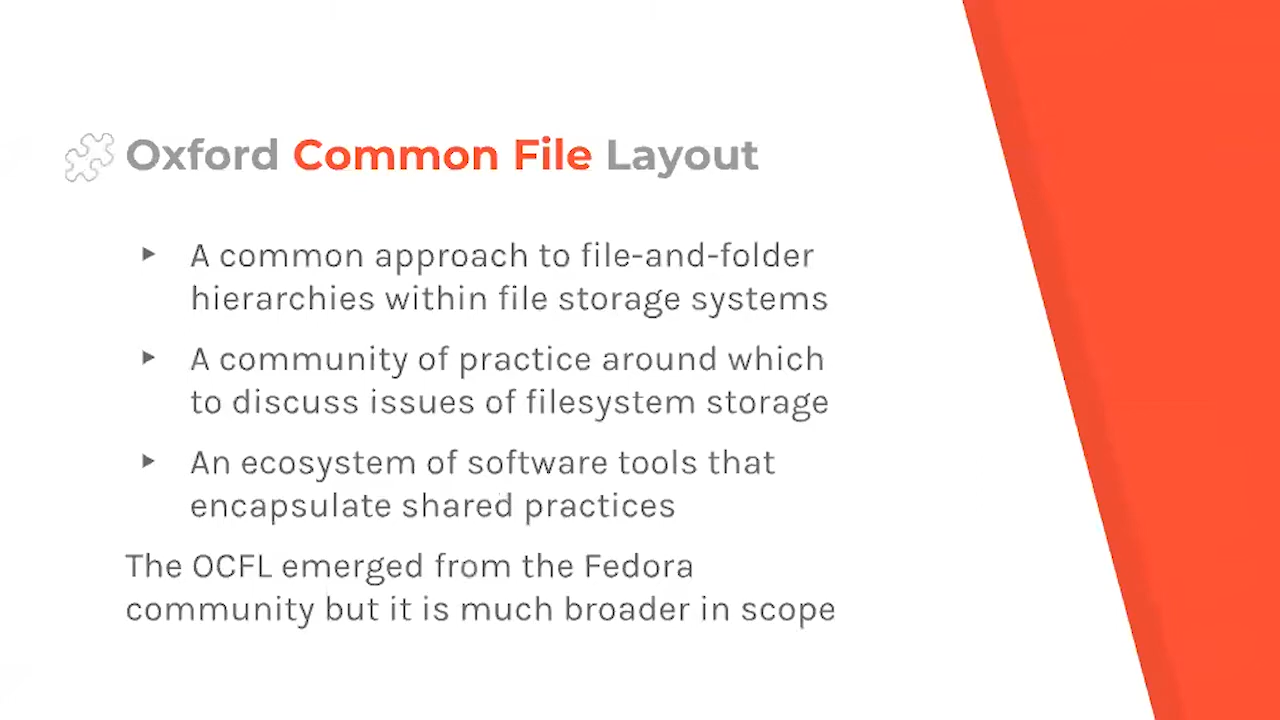 Oxford Common File Layout
A common approach to file-and-folder
hierarchies within file storage systems
A community of practice around which
to discuss issues of filesystem storage
An ecosystem of software tools that
encapsulate shared practices
The OCFL emerged from the Fedora
community but it is much broader in scope